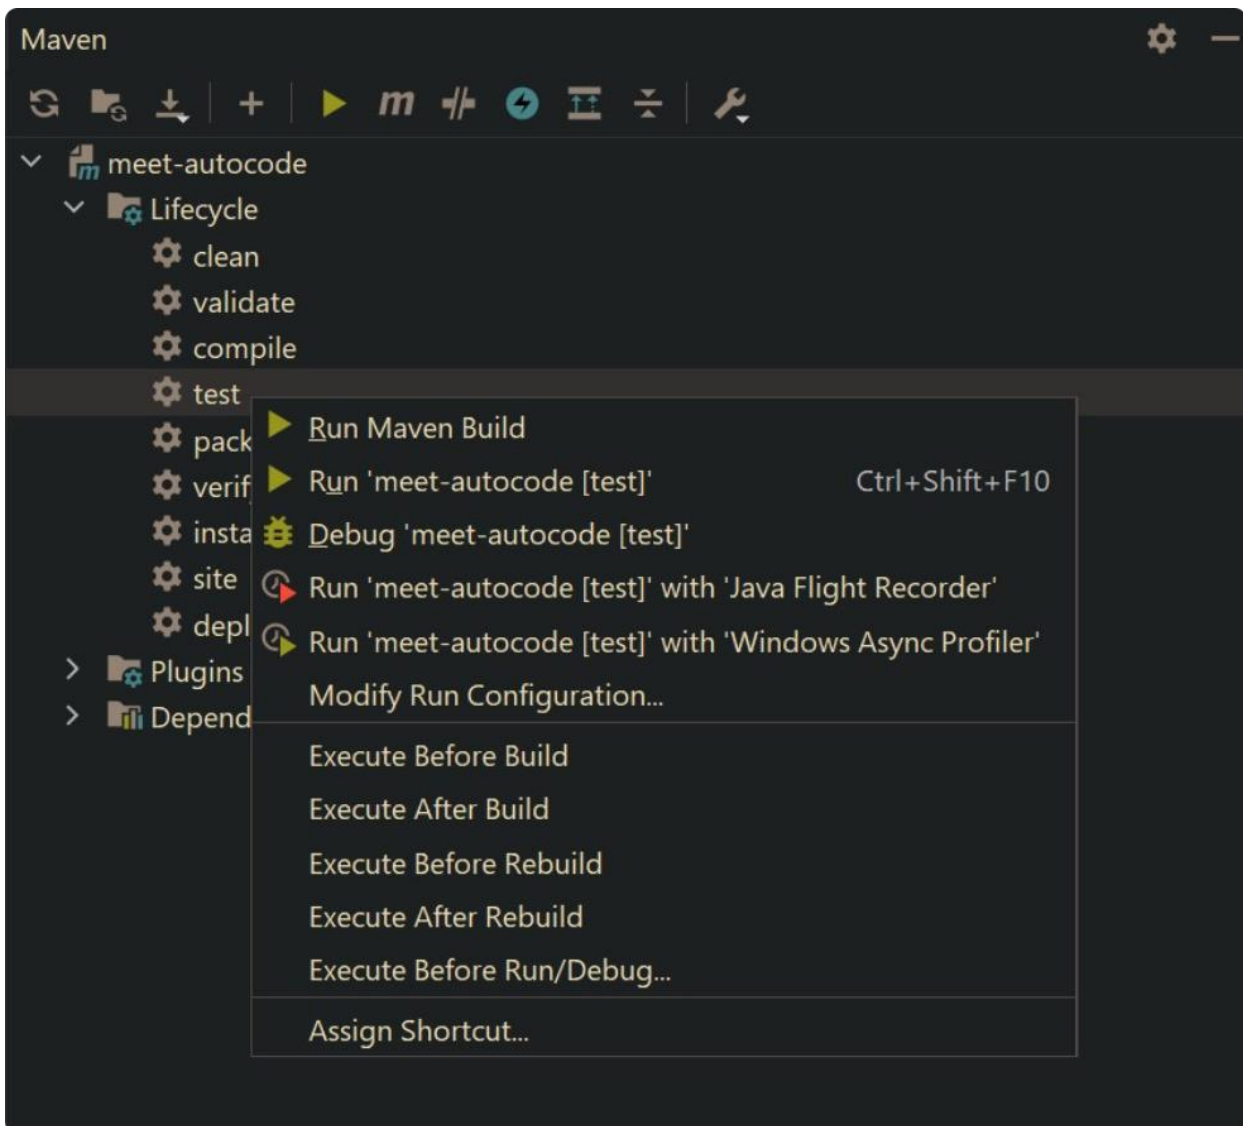 Maven
m
meet-autocode
Lifecycle
clean
validate
compile
test
Run Maven Build
pack
Run 'meet-autocode [test]' Ctrl+Shift+F10
verif
Debug 'meet-autocode [test]'
insta
Run 'meet-autocode [test]' with 'Java Flight Recorder'
site
Run 'meet-autocode [test]' with 'Windows Async Profiler'
depl
Plugins
Modify Run Configuration...
Depend
Execute Before Build
Execute After Build
Execute Before Rebuild
Execute After Rebuild
Execute Before Run/Debug...
Assign Shortcut...